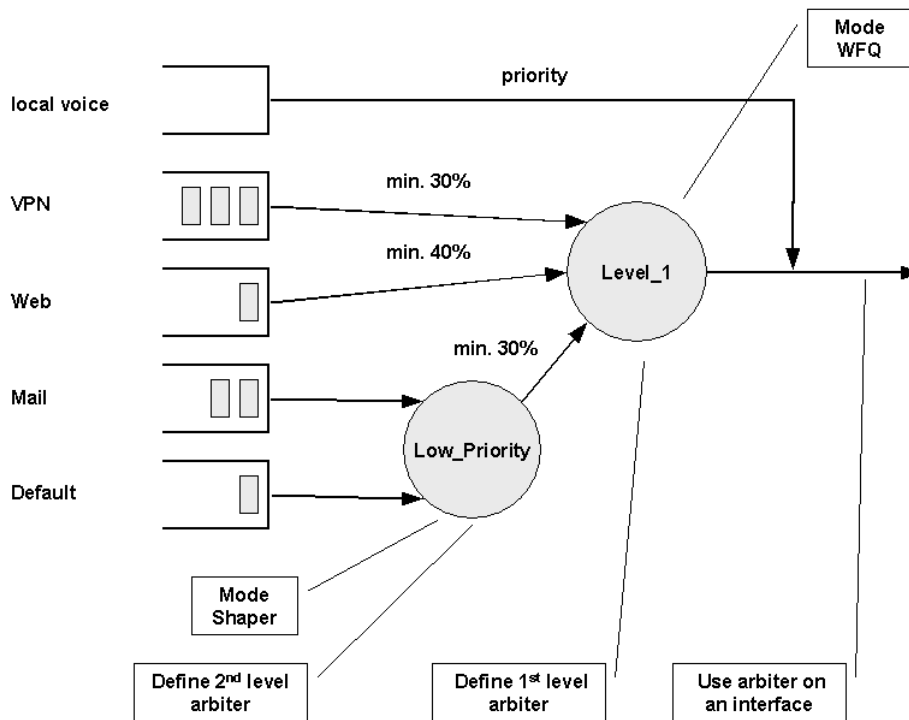 Mode
WFQ
priority
local voice
min. 30%
VPN
min. 40%
Level_1
Web
min. 30%
Mail
Low_Priority
Default
Mode
Shaper
Define 2nd level
arbiter
Define 1st level
arbiter
Use arbiter on
an interface